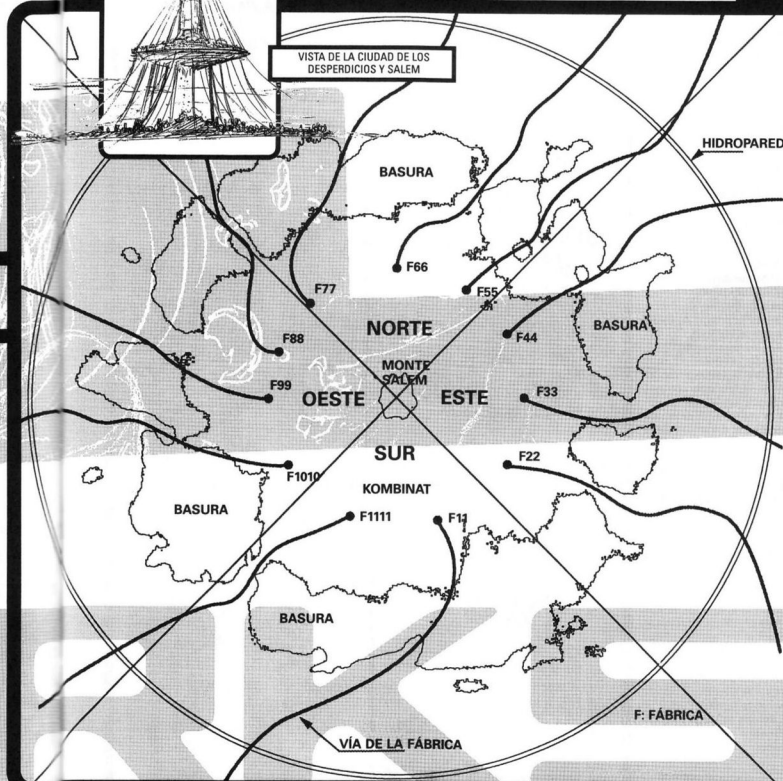 VISTA DE LA CIUDAD DE LOS
DESPERDICIOS Y SALEM
HIDROPARED
BASURA
F66
F77
F55
NORTE
F44
BASURA
F88
MONTE
SALEM
F99
OESTE
ESTE
F33
SUR
F22
F1010
KOMBINAT
BASURA
F1111
F11
BASURA
F: FÁBRICA
VÍA DE LA FÁBRICA